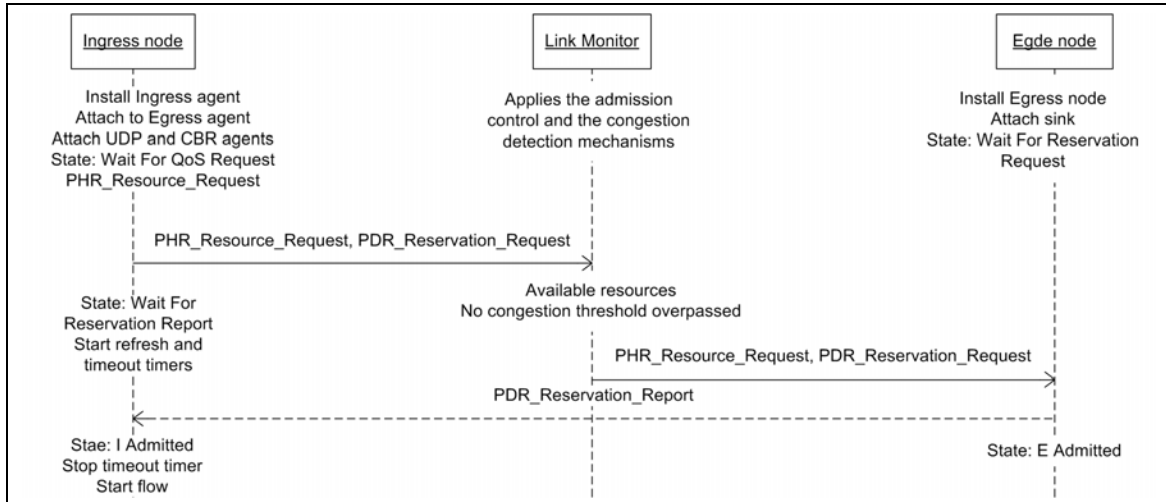 Ingress node
Link Monitor
Egde node
Install Ingress agent
Attach to Egress agent
Attach UDP and CBR agents
State: Wait For QoS Request
PHR_Resource_Request
Applies the admission
control and the congestion
detection mechanisms
Install Egress node
Attach sink
State: Wait For Reservation
Request
PHR_Resource_Request, PDR_Reservation_Request
State: Wait For
Reservation Report
Start refresh and
timeout timers
Available resources
No congestion threshold overpassed
PHR_Resource_Request, PDR_Reservation_Request
PDR_Reservation_Report
Stae: I Admitted
Stop timeout timer
Start flow
State: E Admitted